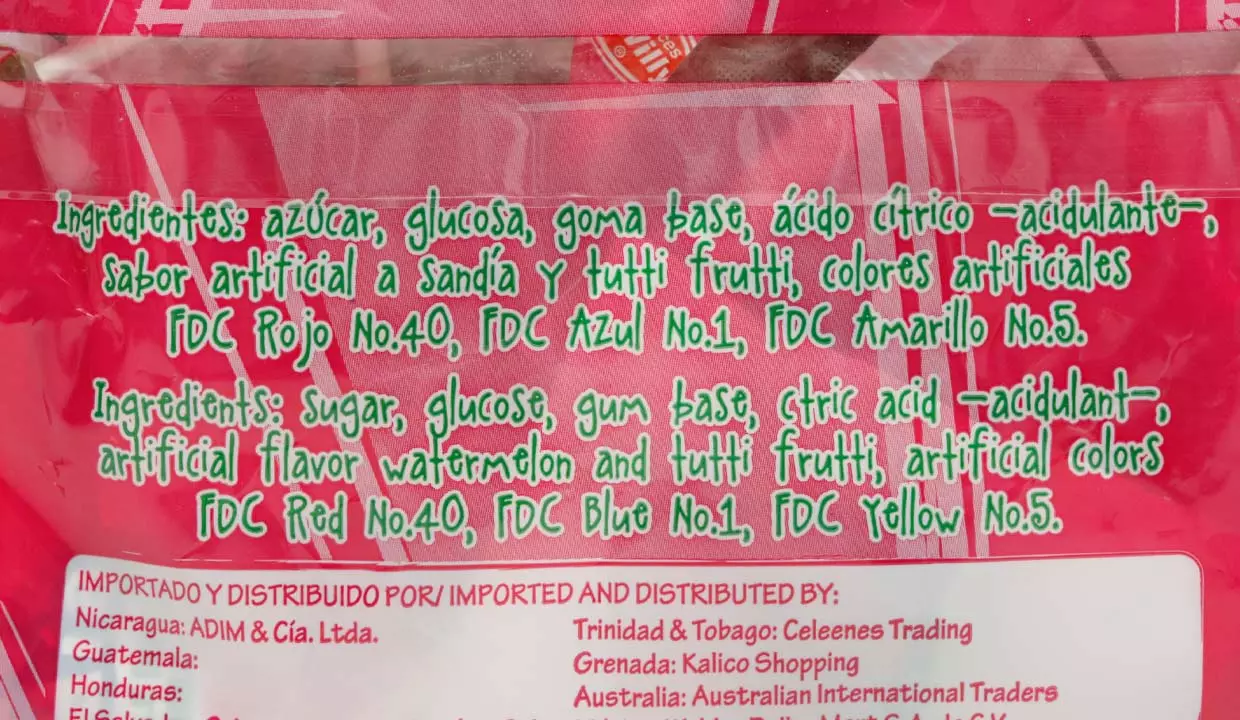 ces
Willy
®
Ingredientes: azúcar, glucosa, goma base, ácido cítrico -acidulante-,
sabor artificial a sandía y tutti frutti, colores artificiales
FDC Rojo No.40, FDC Azul No.1, FDC Amarillo No.5.
Ingredients: sugar, glucose, gum base, ctric acid -acidulant-,
artificial flavor watermelon and tutti frutti, artificial colors
FDC Red No.40, FDC Blue No.1, FDC Yellow No.5.
IMPORTADO Y DISTRIBUIDO POR/ IMPORTED AND DISTRIBUTED BY:
Nicaragua: ADIM & Cía. Ltda.
Guatemala:
Honduras:
Trinidad & Tobago: Celeenes Trading
Grenada: Kalico Shopping
Australia: Australian International Traders